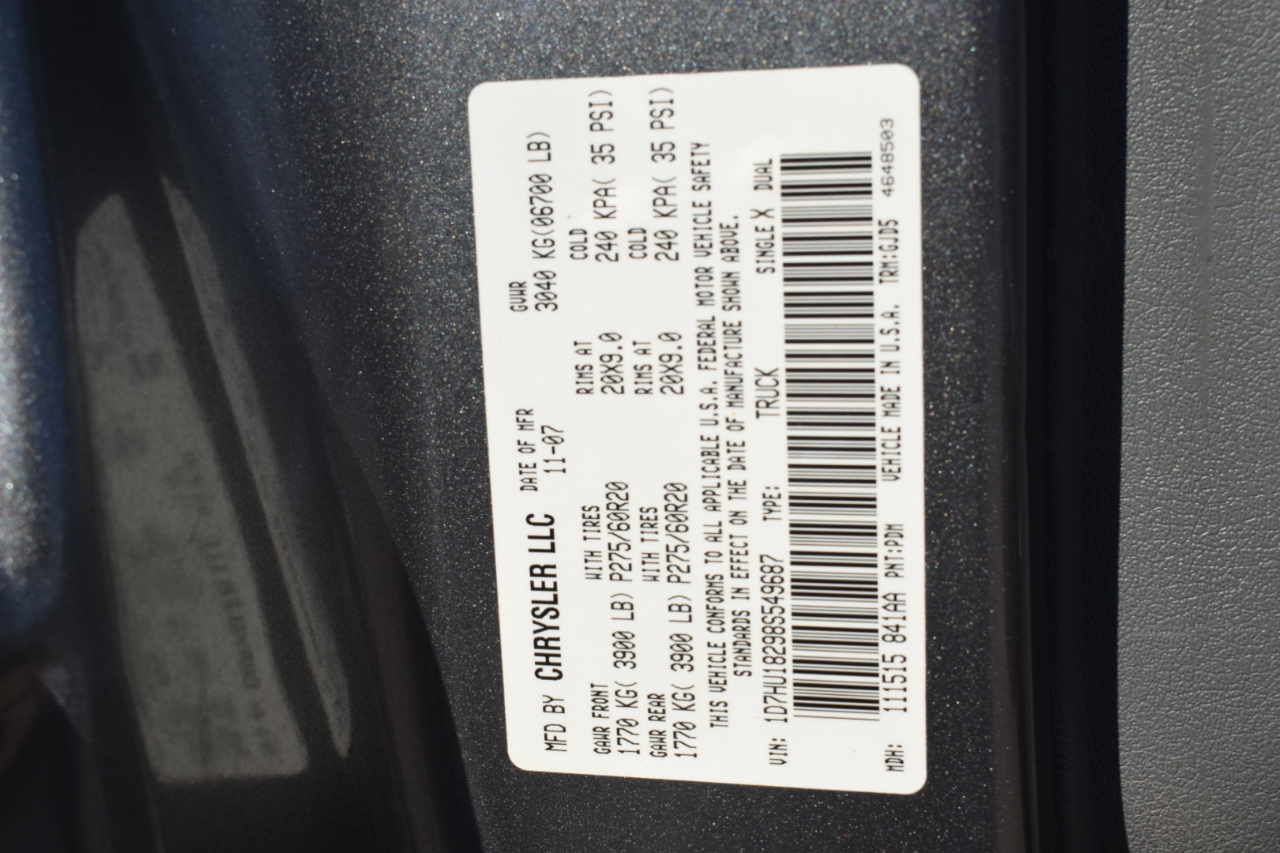 MFD BY CHRYSLER LLC DATE OF MFR GVWR
11-07 3040 KG(06700 LB)
GAWR FRONT WITH TIRES RIMS AT COLD
1770 KG( 3900 LB) P275/60R20 20X9.0 240 KPA( 35 PSI)
GAWR REAR WITH TIRES RIMS AT COLD
1770 KG( 3900 LB) P275/60R20 20X9.0 240 KPA( 35 PSI)
THIS VEHICLE CONFORMS TO ALL APPLICABLE U.S.A. FEDERAL MOTOR VEHICLE SAFETY
STANDARDS IN EFFECT ON THE DATE OF MANUFACTURE SHOWN ABOVE.
VIN: 1D7HU18298S549687 TYPE: TRUCK SINGLE X DUAL
MDH: 111515 841AA PNT:PDM VEHICLE MADE IN U.S.A. TRM:GJD5 4648503